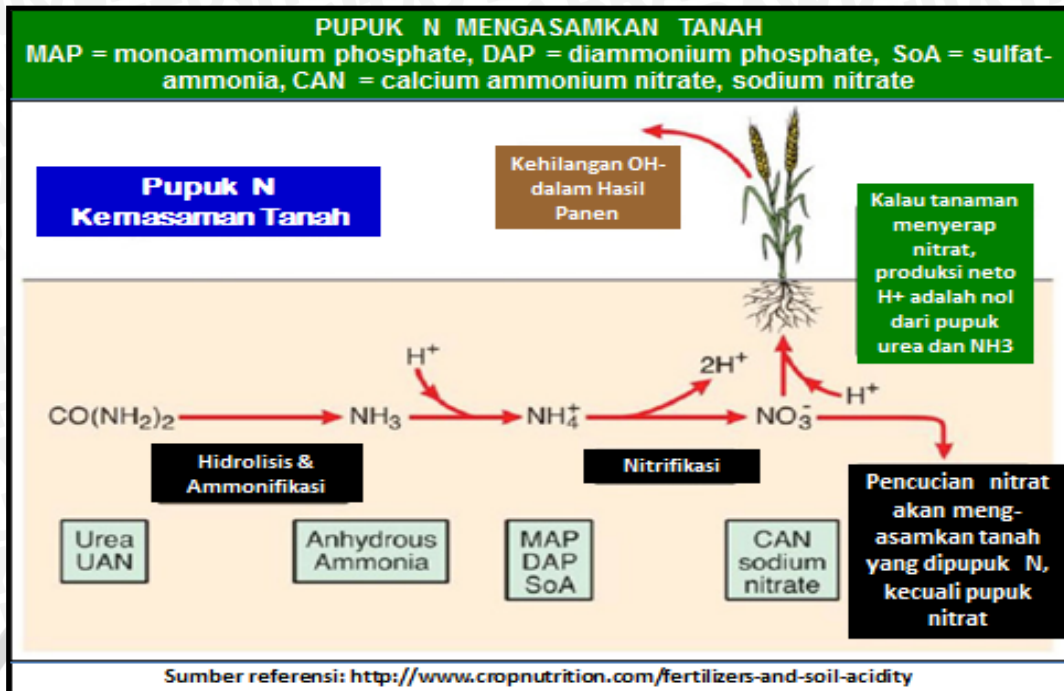 PUPUK N MENGASAMKAN TANAH
MAP = monoammonium phosphate, DAP = diammonium phosphate, SoA = sulfat-
ammonia, CAN = calcium ammonium nitrate, sodium nitrate
Pupuk N
Kemasaman Tanah
Kehilangan OH-
dalam Hasil
Panen
Kalau tanaman
menyerap
nitrat,
produksi neto
H+ adalah nol
dari pupuk
urea dan NH3
H⁺
2H⁺
H⁺
CO(NH₂)₂
NH₃
NH₄⁺
NO₃⁻
Hidrolisis &
Ammonifikasi
Nitrifikasi
Pencucian nitrat
akan meng-
asamkan tanah
yang dipupuk N,
kecuali pupuk
nitrat
Urea
UAN
Anhydrous
Ammonia
MAP
DAP
SoA
CAN
sodium
nitrate
Sumber referensi: http://www.cropnutrition.com/fertilizers-and-soil-acidity